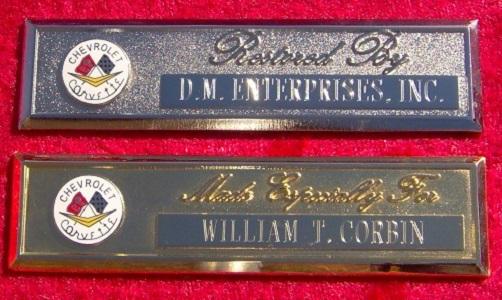 CHEVROLET
Corvette
Restored By
D.M. ENTERPRISES, INC.
CHEVROLET
Corvette
Made Especially For
WILLIAM T. CORBIN